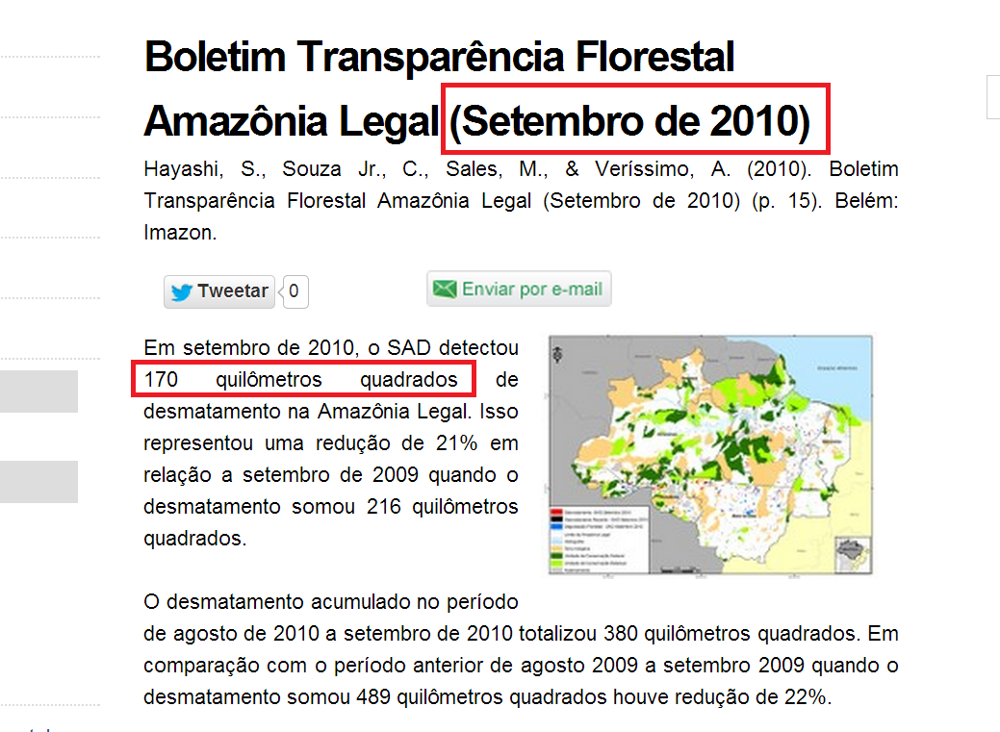 Boletim Transparência Florestal
Amazônia Legal (Setembro de 2010)
Hayashi, S., Souza Jr., C., Sales, M., & Veríssimo, A. (2010). Boletim
Transparência Florestal Amazônia Legal (Setembro de 2010) (p. 15). Belém:
Imazon.
Tweetar 0
Enviar por e-mail
Em setembro de 2010, o SAD detectou
170 quilômetros quadrados de
desmatamento na Amazônia Legal. Isso
representou uma redução de 21% em
relação a setembro de 2009 quando o
desmatamento somou 216 quilômetros
quadrados.
O desmatamento acumulado no período
de agosto de 2010 a setembro de 2010 totalizou 380 quilômetros quadrados. Em
comparação com o período anterior de agosto 2009 a setembro 2009 quando o
desmatamento somou 489 quilômetros quadrados houve redução de 22%.